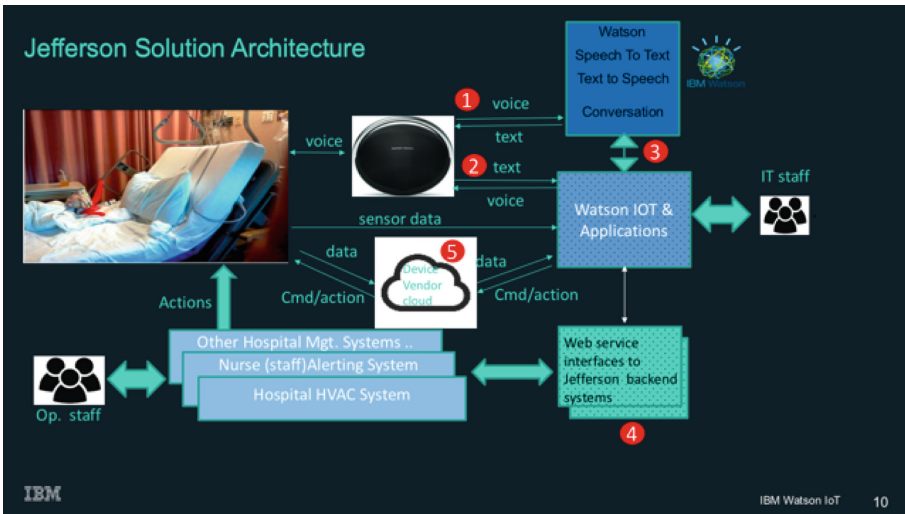 Jefferson Solution Architecture
Watson
Speech To Text
Text to Speech
Conversation
IBM Watson
1
voice
text
voice
2
text
voice
3
IT staff
Watson IOT &
Applications
sensor data
data
5
Device
Vendor
cloud
data
Cmd/action
Cmd/action
Actions
Other Hospital Mgt. Systems ..
Nurse (staff)Alerting System
Hospital HVAC System
Web service
interfaces to
Jefferson backend
systems
Op. staff
4
IBM
IBM Watson IoT
10